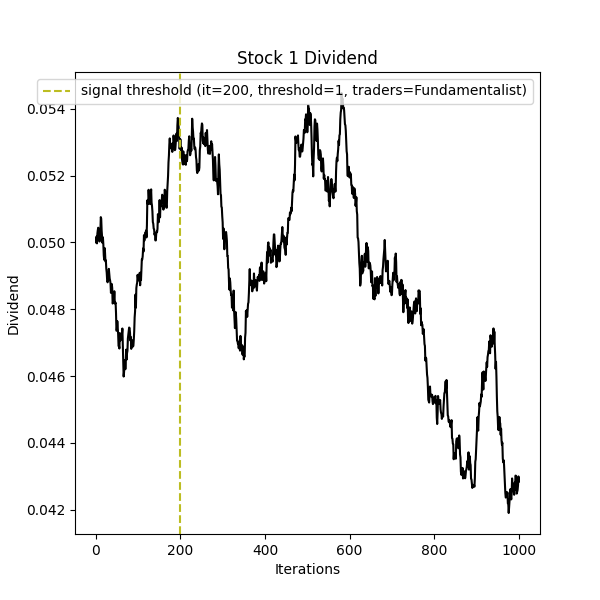 Stock 1 Dividend
signal threshold (it=200, threshold=1, traders=Fundamentalist)
0.054
0.052
0.050
0.048
0.046
0.044
0.042
Dividend
0 200 400 600 800 1000
Iterations